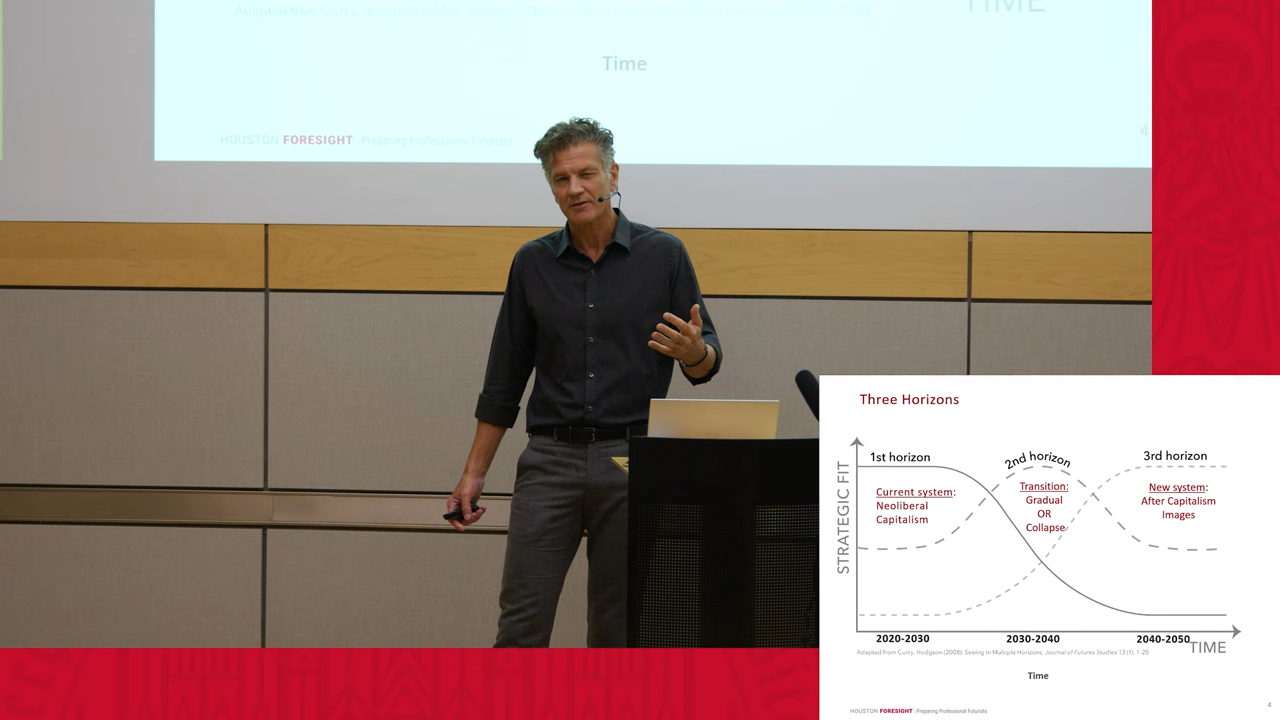 TIME
Time
HOUSTON FORESIGHT | Preparing Professional Futurists
4
Three Horizons
STRATEGIC FIT
1st horizon
2nd horizon
3rd horizon
Current system:
Neoliberal
Capitalism
Transition:
Gradual
OR
Collapse
New system:
After Capitalism
Images
2020-2030
2030-2040
2040-2050
TIME
Adapted from Curry, Hodgson (2008). Seeing In Multiple Horizons, Journal of Futures Studies 13 (1), 1-20
Time
HOUSTON FORESIGHT | Preparing Professional Futurists
4